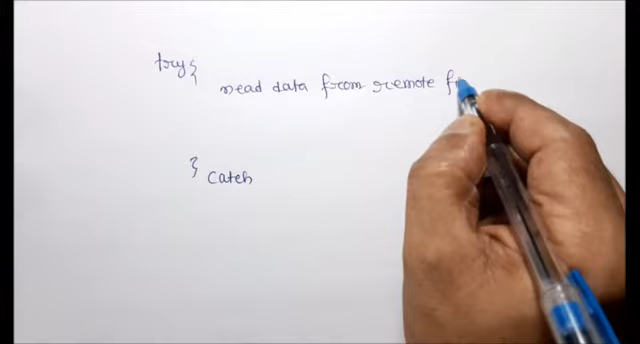 try{
read data from remote
} catch